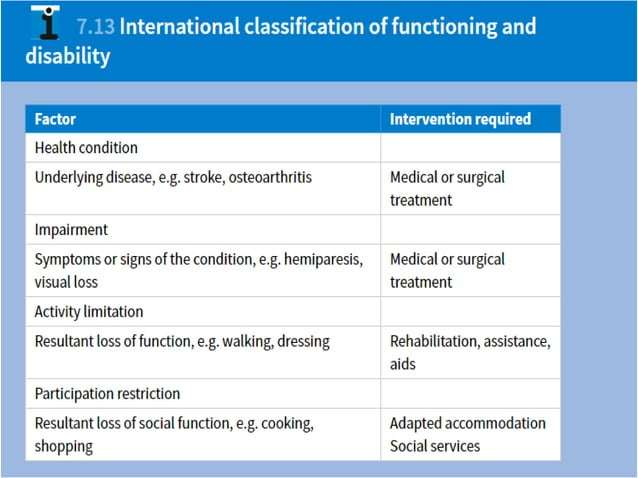 7.13 International classification of functioning and
disability
Factor Intervention required
Health condition
Underlying disease, e.g. stroke, osteoarthritis Medical or surgical
treatment
Impairment
Symptoms or signs of the condition, e.g. hemiparesis, Medical or surgical
visual loss treatment
Activity limitation
Resultant loss of function, e.g. walking, dressing Rehabilitation, assistance,
aids
Participation restriction
Resultant loss of social function, e.g. cooking, Adapted accommodation
shopping Social services